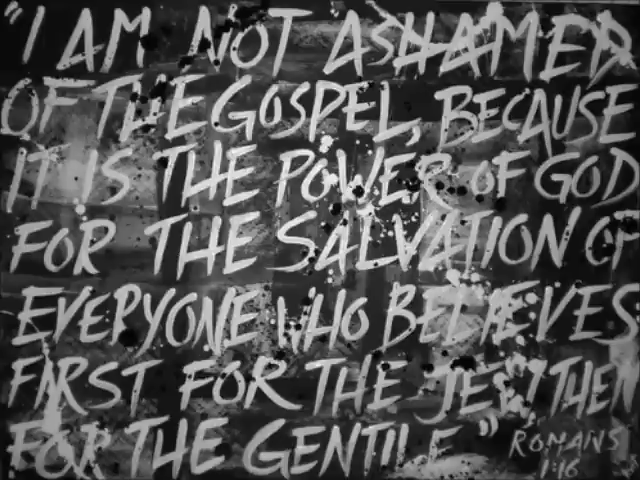 "I AM NOT ASHAMED
OF THE GOSPEL, BECAUSE
IT IS THE POWER OF GOD
FOR THE SALVATION OF
EVERYONE WHO BELIEVES
FIRST FOR THE JEW, THEN
FOR THE GENTILE"
ROMANS
1:16